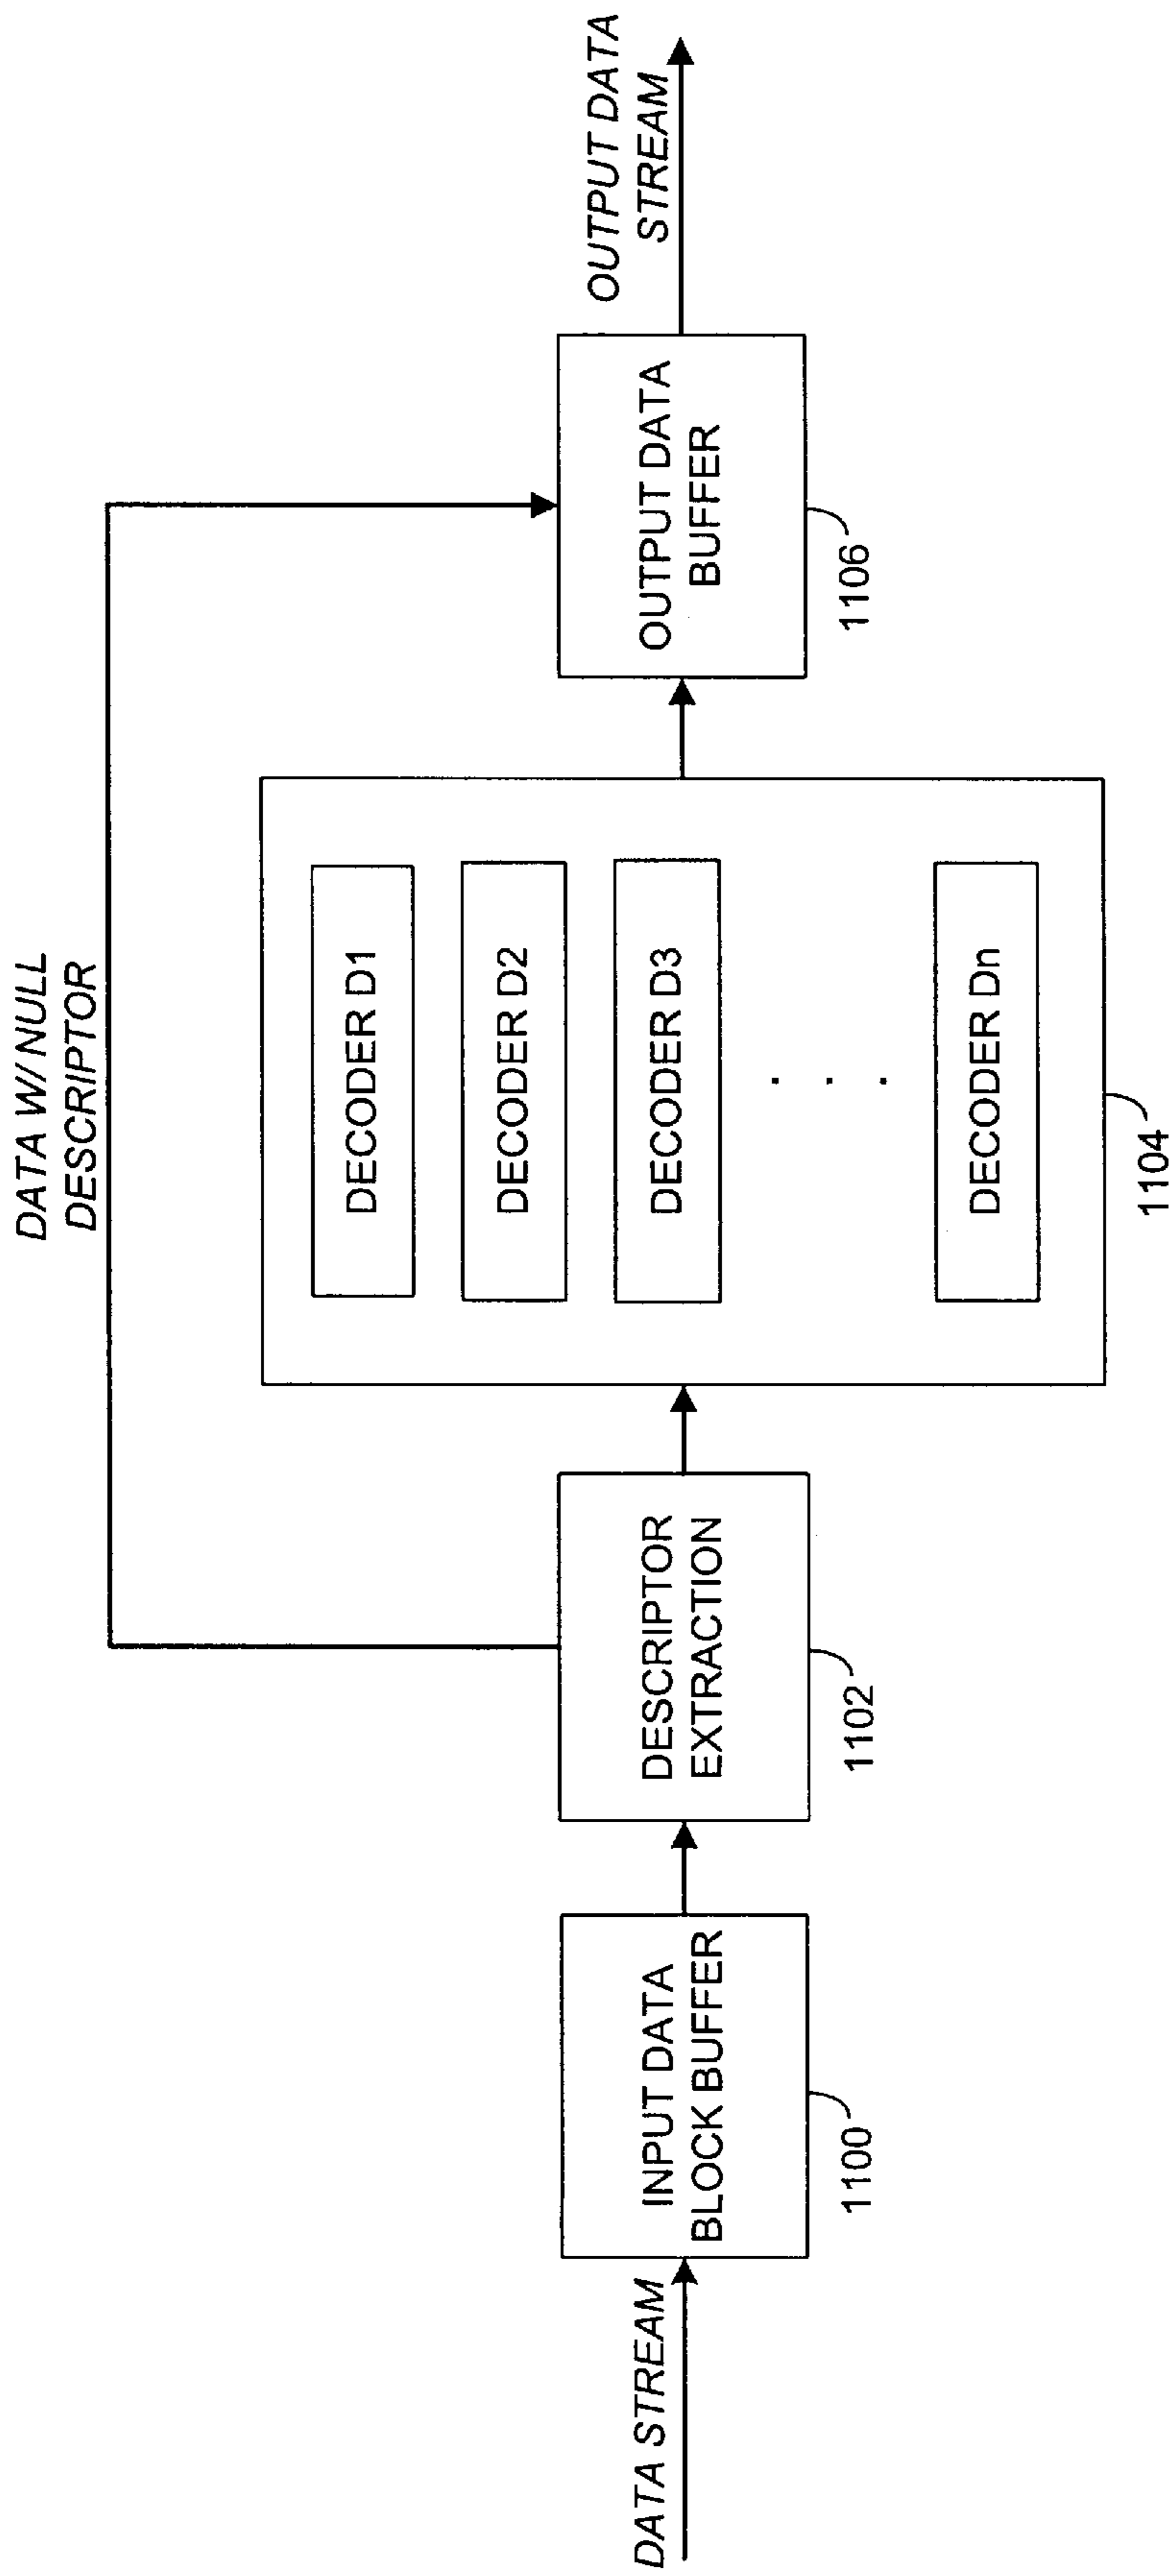 DATA W/ NULL
DESCRIPTOR
DATA STREAM
INPUT DATA
BLOCK BUFFER
1100
DESCRIPTOR
EXTRACTION
1102
DECODER D1
DECODER D2
DECODER D3
. . .
DECODER Dn
1104
OUTPUT DATA
BUFFER
1106
OUTPUT DATA
STREAM